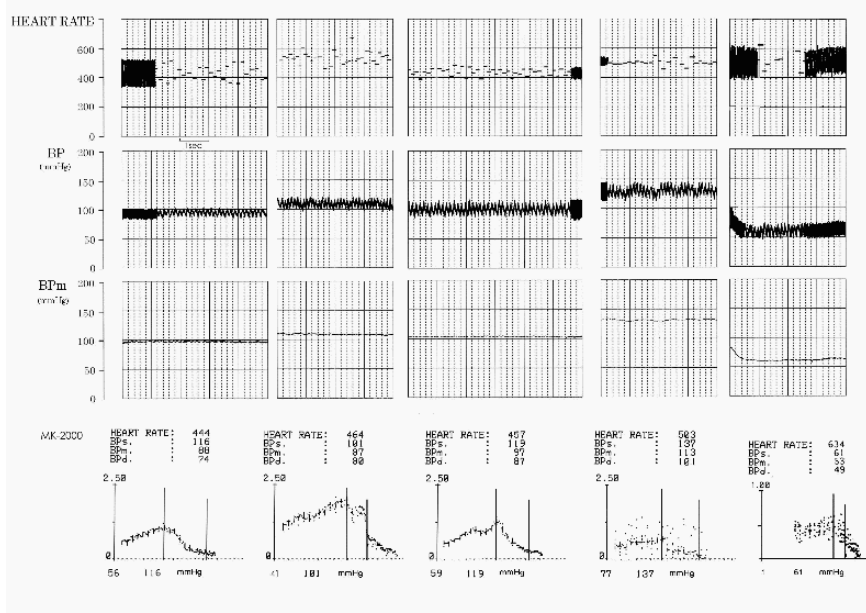 HEART RATE
600
400
200
0
1sec
BP
(mmHg)
200
150
100
50
0
BPm
(mmHg)
200
150
100
50
0
MK-2000
HEART RATE: 444
BPs. : 116
BPm. : 88
BPd. : 74
HEART RATE: 464
BPs. : 101
BPm. : 87
BPd. : 80
HEART RATE: 457
BPs. : 119
BPm. : 97
BPd. : 87
HEART RATE: 503
BPs. : 137
BPm. : 113
BPd. : 101
HEART RATE: 634
BPs. : 61
BPm. : 53
BPd. : 49
2.50
0
56 116 mmHg
2.50
0
41 101 mmHg
2.50
0
59 119 mmHg
2.50
0
77 137 mmHg
1.00
0
1 61 mmHg